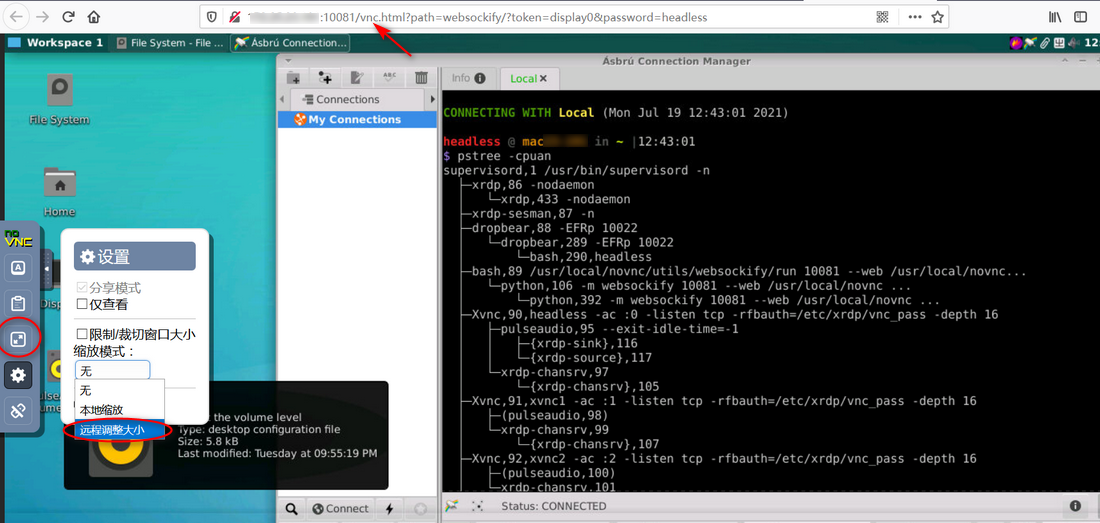 :10081/vnc.html?path=websockify/?token=display0&password=headless
Workspace 1
File System - File ...
Ásbrú Connection...
12
Ásbrú Connection Manager
File System
Home
Connections
My Connections
Info
Local
CONNECTING WITH Local (Mon Jul 19 12:43:01 2021)
headless @ mac in ~ |12:43:01
$ pstree -cpuan
supervisord,1 /usr/bin/supervisord -n
├─xrdp,86 -nodaemon
│ └─xrdp,433 -nodaemon
├─xrdp-sesman,87 -n
├─dropbear,88 -EFRp 10022
│ └─dropbear,289 -EFRp 10022
│ └─bash,290,headless
├─bash,89 /usr/local/novnc/utils/websockify/run 10081 --web /usr/local/novnc...
│ └─python,106 -m websockify 10081 --web /usr/local/novnc ...
│ └─python,392 -m websockify 10081 --web /usr/local/novnc ...
├─Xvnc,90,headless -ac :0 -listen tcp -rfbauth=/etc/xrdp/vnc_pass -depth 16
│ ├─pulseaudio,95 --exit-idle-time=-1
│ │ ├─{xrdp-sink},116
│ │ └─{xrdp-source},117
│ └─xrdp-chansrv,97
│ └─{xrdp-chansrv},105
├─Xvnc,91,xvnc1 -ac :1 -listen tcp -rfbauth=/etc/xrdp/vnc_pass -depth 16
│ ├─(pulseaudio,98)
│ └─xrdp-chansrv,99
│ └─{xrdp-chansrv},107
├─Xvnc,92,xvnc2 -ac :2 -listen tcp -rfbauth=/etc/xrdp/vnc_pass -depth 16
│ ├─(pulseaudio,100)
│ └─xrdp-chansrv,101
no
VNC
A
设置
分享模式
仅查看
限制/裁切窗口大小
缩放模式：
无
无
本地缩放
远程调整大小
the volume level
Type: desktop configuration file
Size: 5.8 kB
Last modified: Tuesday at 09:55:19 PM
Connect
Status: CONNECTED